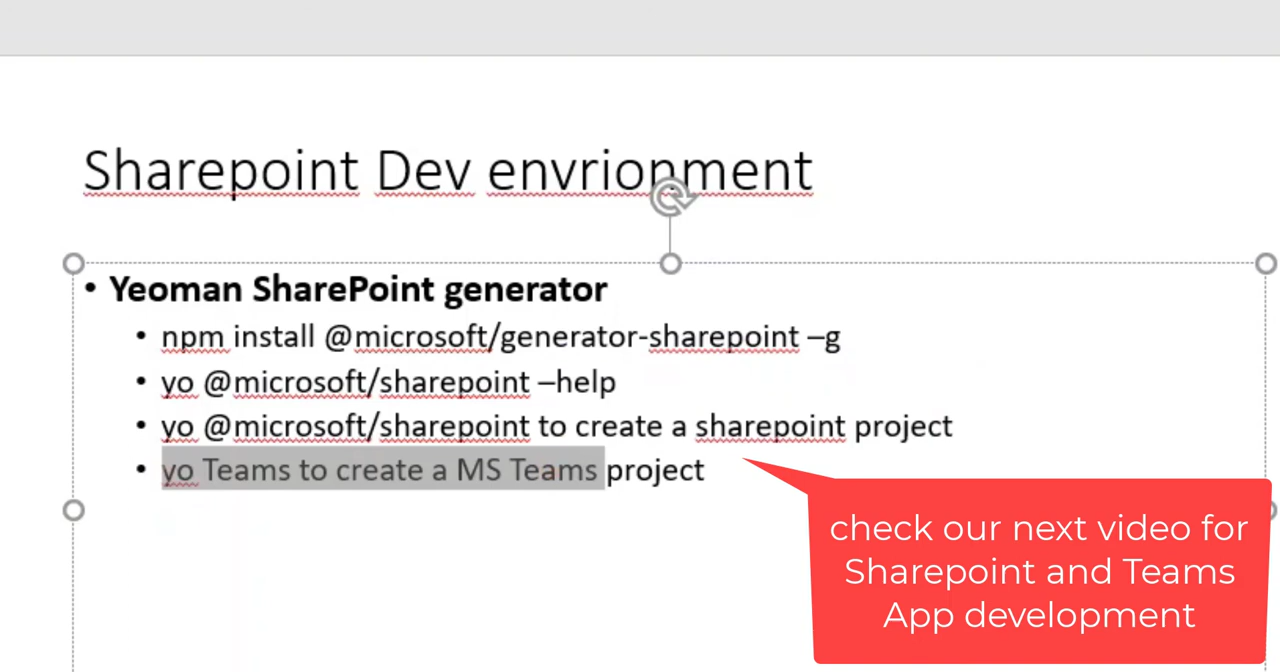 Sharepoint Dev envrionment
• Yeoman SharePoint generator
• npm install @microsoft/generator-sharepoint –g
• yo @microsoft/sharepoint –help
• yo @microsoft/sharepoint to create a sharepoint project
• yo Teams to create a MS Teams project
check our next video for
Sharepoint and Teams
App development